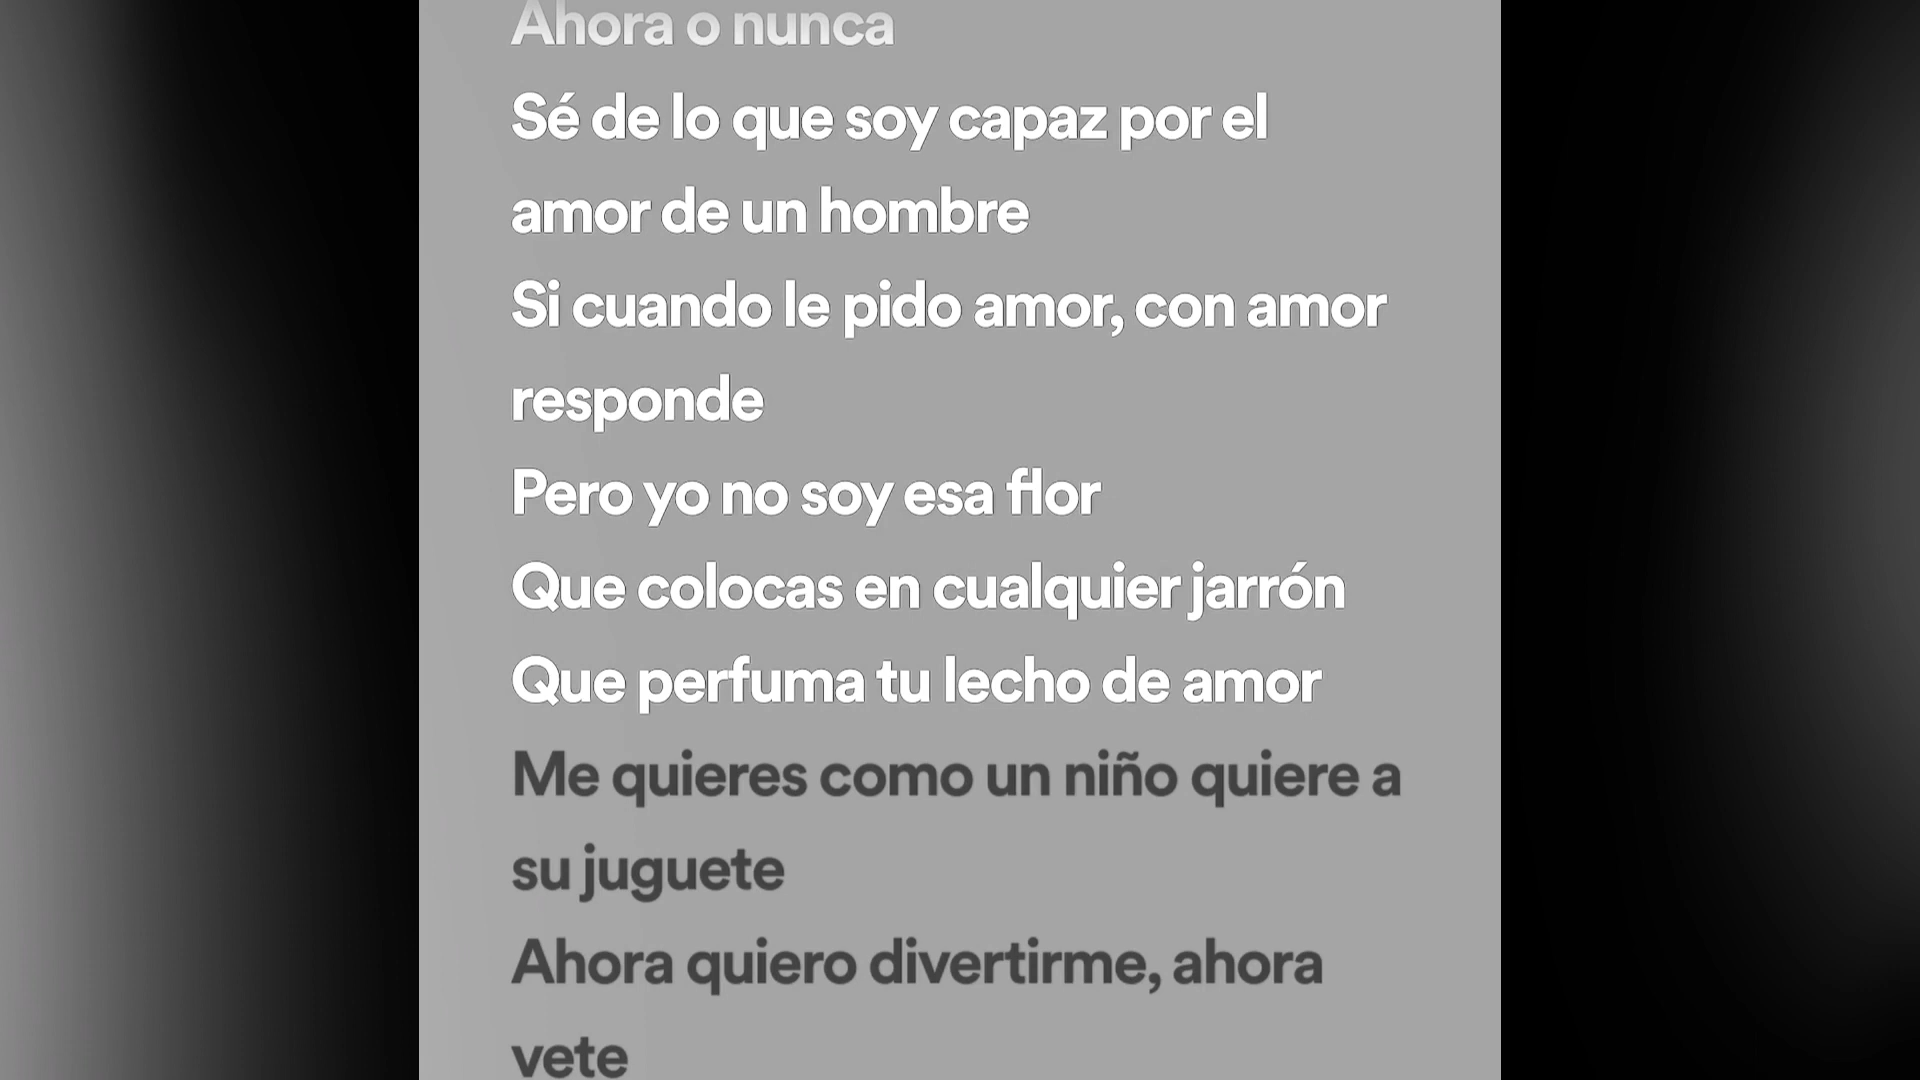 Ahora o nunca
Sé de lo que soy capaz por el
amor de un hombre
Si cuando le pido amor, con amor
responde
Pero yo no soy esa flor
Que colocas en cualquier jarrón
Que perfuma tu lecho de amor
Me quieres como un niño quiere a
su juguete
Ahora quiero divertirme, ahora
vete